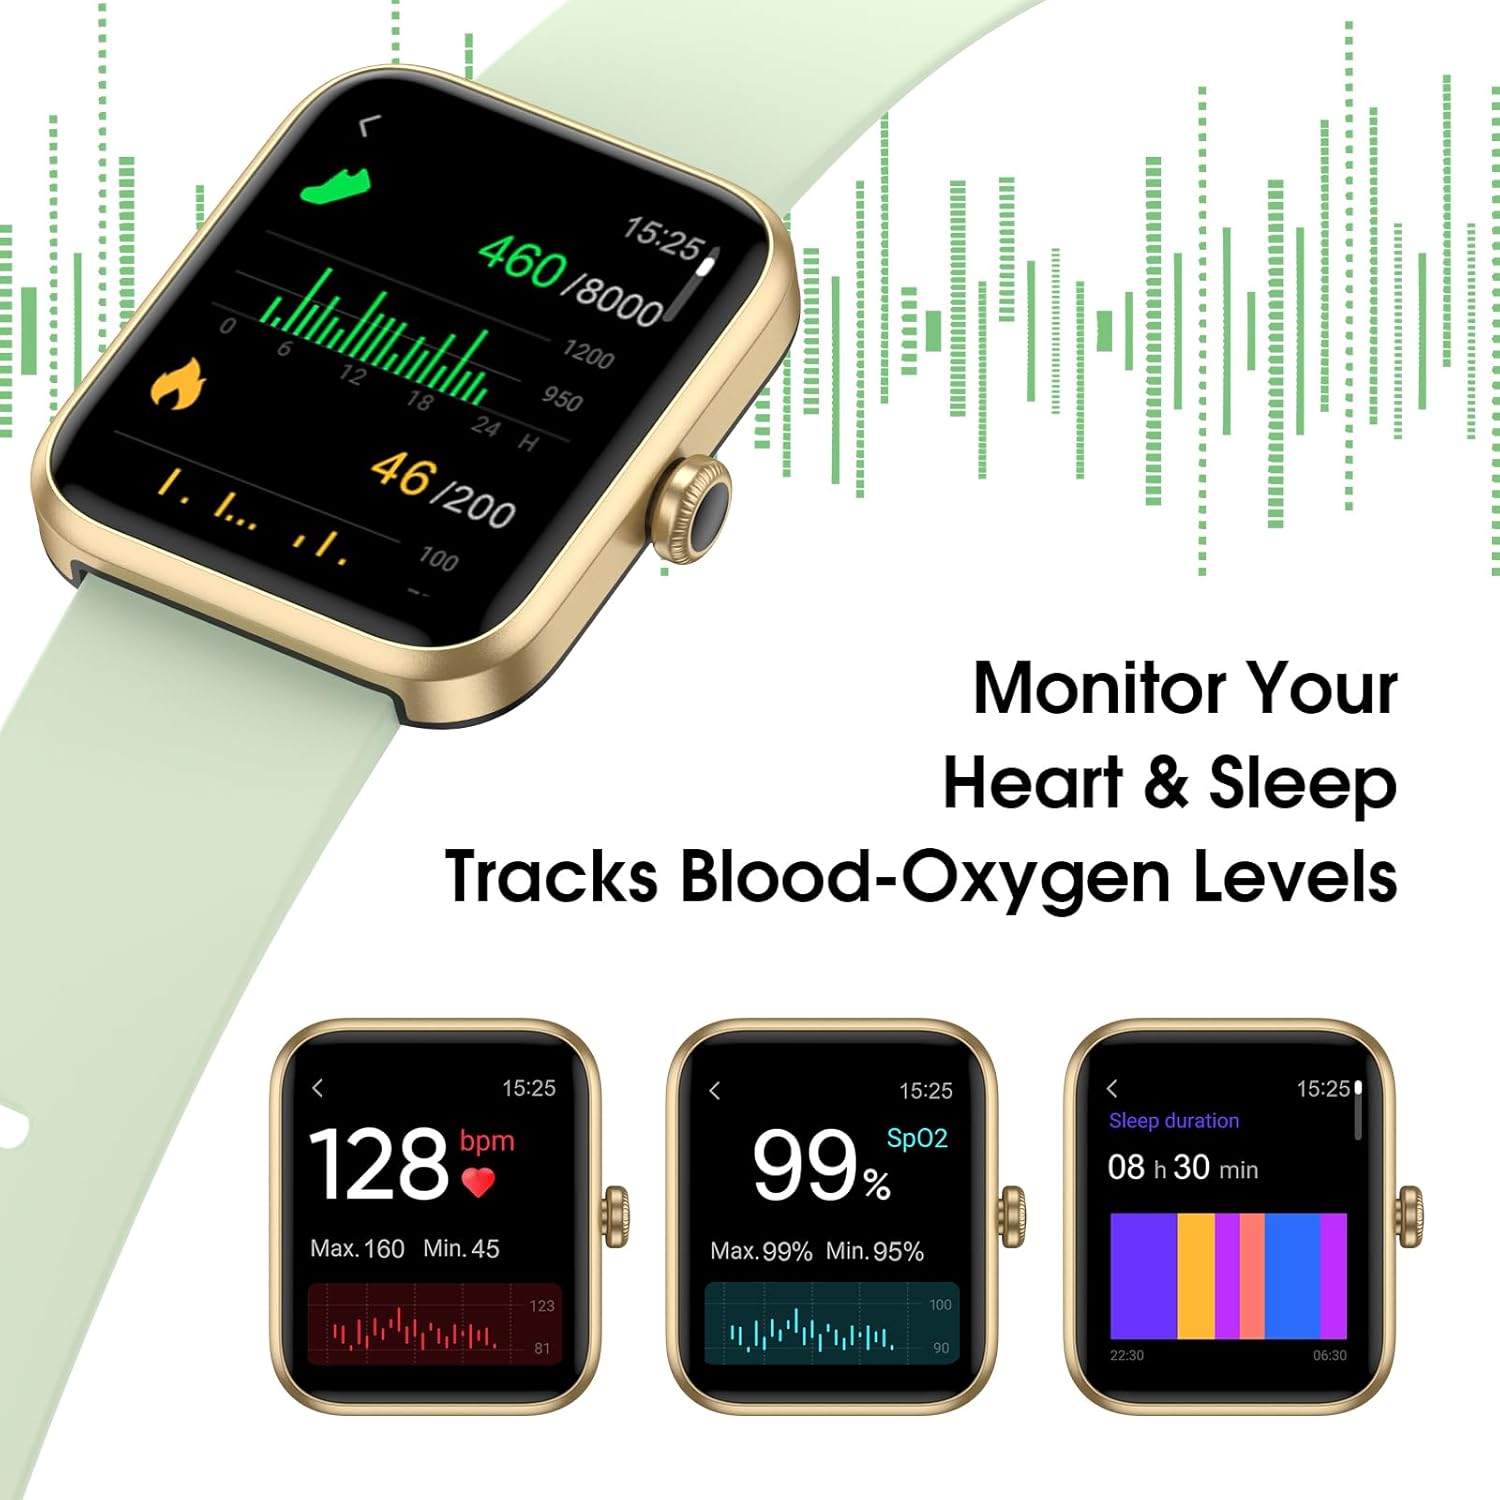 15:25
460/8000
1200
950
0 6 12 18 24 H
46/200
100
Monitor Your
Heart & Sleep
Tracks Blood-Oxygen Levels
15:25
128 bpm
Max.160 Min.45
123
81
15:25
99% SpO2
Max.99% Min.95%
100
90
15:25
Sleep duration
08 h 30 min
22:30 06:30